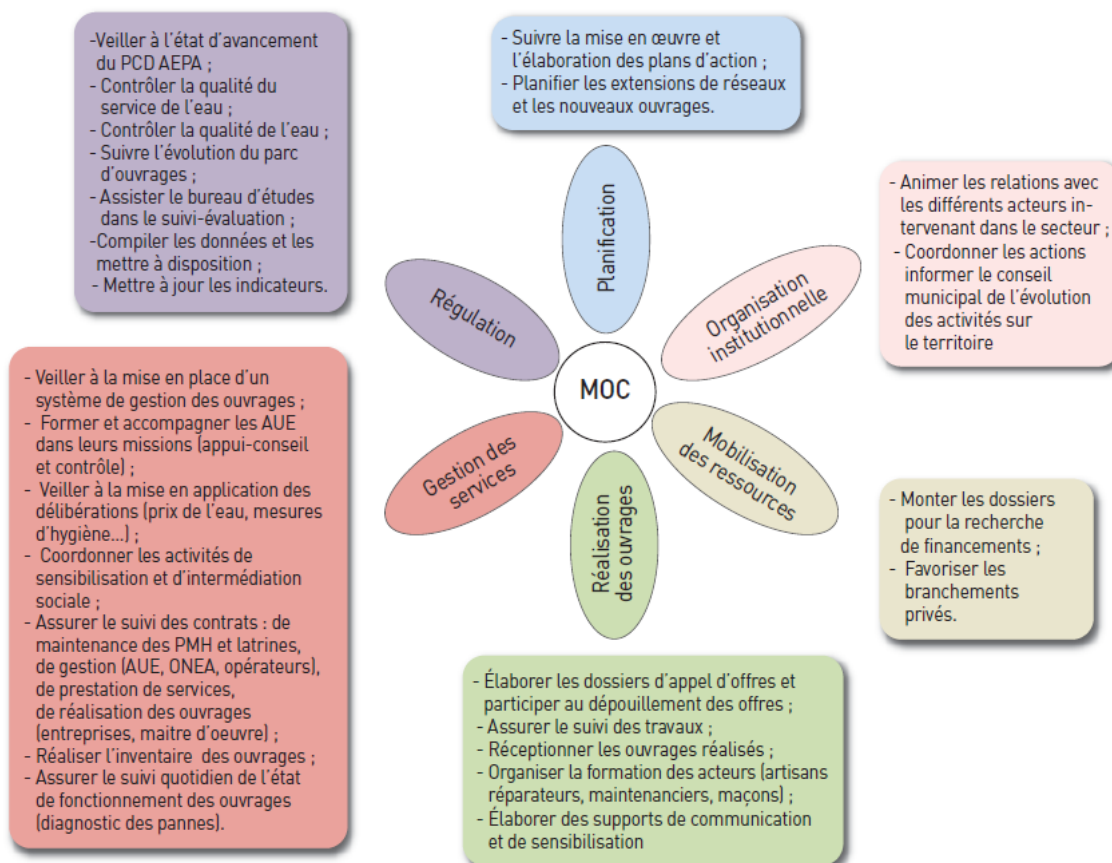 -Veiller à l'état d'avancement
du PCD AEPA ;
- Contrôler la qualité du
service de l'eau ;
- Contrôler la qualité de l'eau ;
- Suivre l'évolution du parc
d'ouvrages ;
- Assister le bureau d'études
dans le suivi-évaluation ;
-Compiler les données et les
mettre à disposition ;
- Mettre à jour les indicateurs.
- Suivre la mise en œuvre et
l'élaboration des plans d'action ;
- Planifier les extensions de réseaux
et les nouveaux ouvrages.
- Animer les relations avec
les différents acteurs in-
tervenant dans le secteur ;
- Coordonner les actions
informer le conseil
municipal de l'évolution
des activités sur
le territoire
Planification
Régulation
Organisation
institutionnelle
MOC
Gestion des
services
Réalisation
des ouvrages
Mobilisation
des ressources
- Veiller à la mise en place d'un
système de gestion des ouvrages ;
- Former et accompagner les AUE
dans leurs missions (appui-conseil
et contrôle) ;
- Veiller à la mise en application des
délibérations (prix de l'eau, mesures
d'hygiène...) ;
- Coordonner les activités de
sensibilisation et d'intermédiation
sociale ;
- Assurer le suivi des contrats : de
maintenance des PMH et latrines,
de gestion (AUE, ONEA, opérateurs),
de prestation de services,
de réalisation des ouvrages
(entreprises, maitre d'oeuvre) ;
- Réaliser l'inventaire des ouvrages ;
- Assurer le suivi quotidien de l'état
de fonctionnement des ouvrages
(diagnostic des pannes).
- Monter les dossiers
pour la recherche
de financements ;
- Favoriser les
branchements
privés.
- Élaborer les dossiers d'appel d'offres et
participer au dépouillement des offres ;
- Assurer le suivi des travaux ;
- Réceptionner les ouvrages réalisés ;
- Organiser la formation des acteurs (artisans
réparateurs, maintenanciers, maçons) ;
- Élaborer des supports de communication
et de sensibilisation